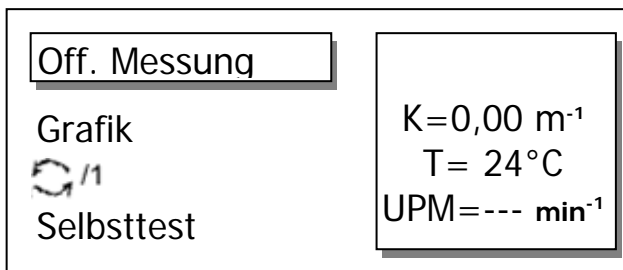 Off. Messung
Grafik
/1
Selbsttest
K=0,00 m⁻¹
T= 24°C
UPM=--- min⁻¹